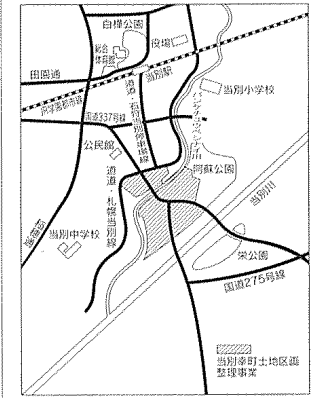 白樺公園
総合
体育館
役場
田園通
当別駅
JR学園都市線
当別小学校
道道・石狩当別停車場線
国道337号線
公民館
阿蘇公園
道道・札幌当別線
当別川
当別中学校
栄公園
国道275号線
当別幸町土地区画
整理事業